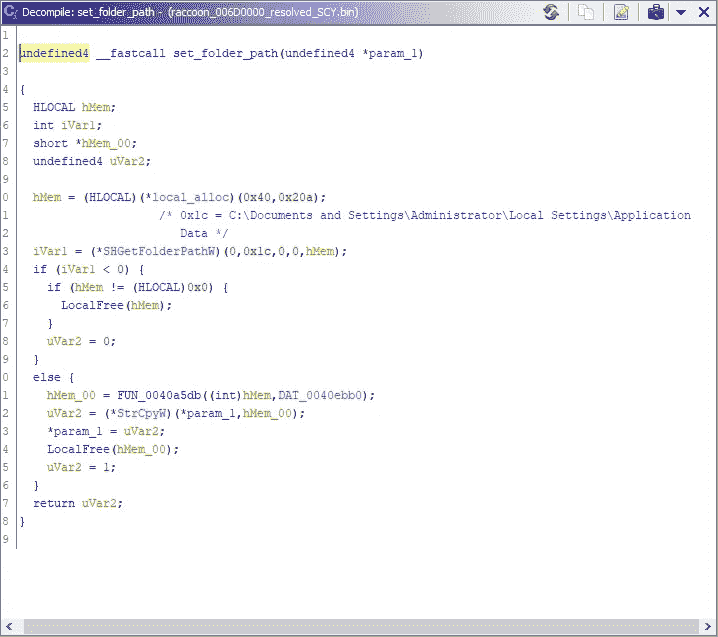 Decompile: set_folder_path - (raccoon_006D0000_resolved_SCY.bin)
1
2 undefined4 __fastcall set_folder_path(undefined4 *param_1)
3
4 {
5 HLOCAL hMem;
6 int iVar1;
7 short *hMem_00;
8 undefined4 uVar2;
9
0 hMem = (HLOCAL)(*local_alloc)(0x40,0x20a);
1 /* 0x1c = C:\Documents and Settings\Administrator\Local Settings\Application
2 Data */
3 iVar1 = (*SHGetFolderPathW)(0,0x1c,0,0,hMem);
4 if (iVar1 < 0) {
5 if (hMem != (HLOCAL)0x0) {
6 LocalFree(hMem);
7 }
8 uVar2 = 0;
9 }
0 else {
1 hMem_00 = FUN_0040a5db((int)hMem,DAT_0040ebb0);
2 uVar2 = (*StrCpyW)(*param_1,hMem_00);
3 *param_1 = uVar2;
4 LocalFree(hMem_00);
5 uVar2 = 1;
6 }
7 return uVar2;
8 }
9